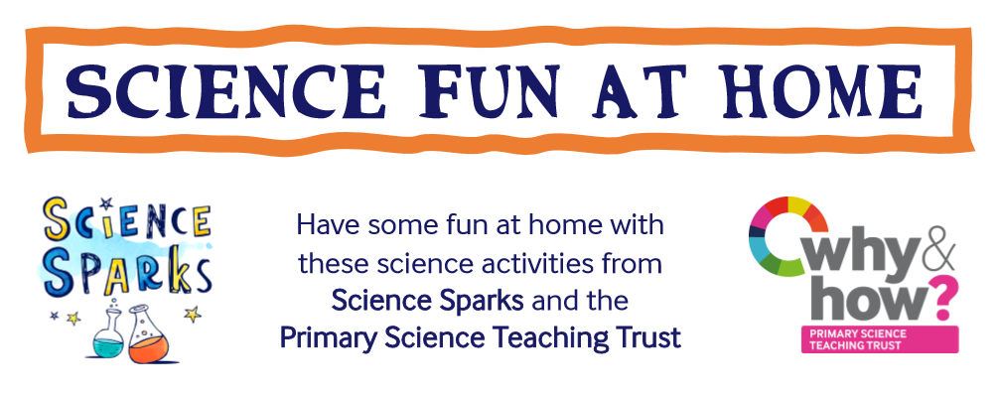 SCIENCE FUN AT HOME
SCIENCE
SPARKS
Have some fun at home with
these science activities from
Science Sparks and the
Primary Science Teaching Trust
why&
how?
PRIMARY SCIENCE
TEACHING TRUST